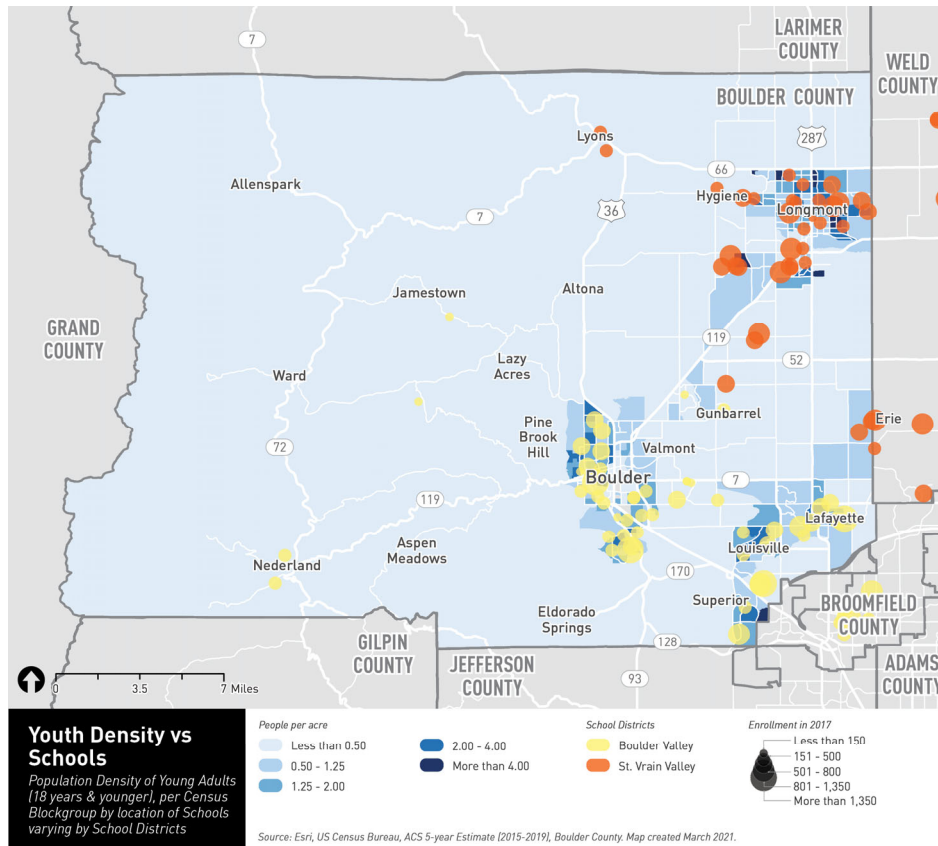 7
LARIMER
COUNTY
WELD
COUNTY
BOULDER COUNTY
287
Lyons
66
Allenspark
Hygiene
Longmont
7
36
Jamestown
Altona
GRAND
COUNTY
119
52
Lazy
Acres
Ward
Gunbarrel
Erie
Pine
Brook
Hill
72
Valmont
Boulder
7
119
Lafayette
Aspen
Meadows
Louisville
Nederland
170
Superior
Eldorado
Springs
BROOMFIELD
COUNTY
GILPIN
COUNTY
128
JEFFERSON
COUNTY
93
ADAMS
COUNTY
0 3.5 7 Miles
Youth Density vs
Schools
Population Density of Young Adults
(18 years & younger), per Census
Blockgroup by location of Schools
varying by School Districts
People per acre
Less than 0.50
0.50 - 1.25
1.25 - 2.00
2.00 - 4.00
More than 4.00
School Districts
Boulder Valley
St. Vrain Valley
Enrollment in 2017
Less than 150
151 - 500
501 - 800
801 - 1,350
More than 1,350
Source: Esri, US Census Bureau, ACS 5-year Estimate (2015-2019), Boulder County. Map created March 2021.